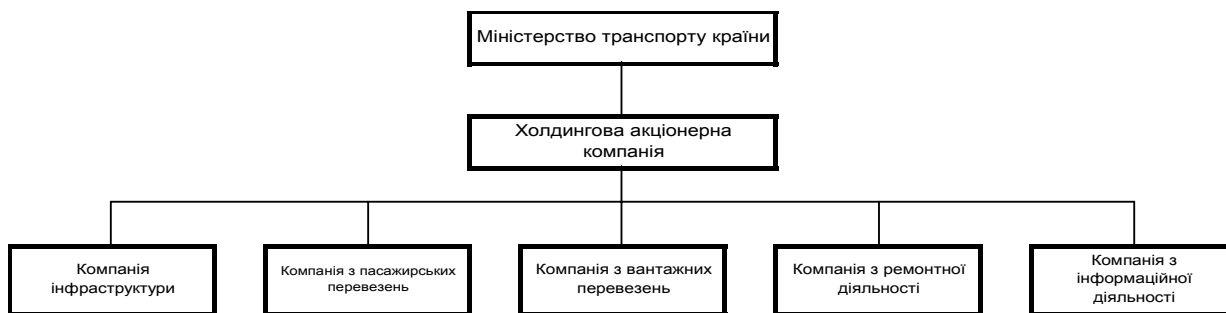 Міністерство транспорту країни
Холдингова акціонерна
компанія
Компанія
інфраструктури
Компанія з пасажирських
перевезень
Компанія з вантажних
перевезень
Компанія з ремонтної
діяльності
Компанія з
інформаційної
діяльності